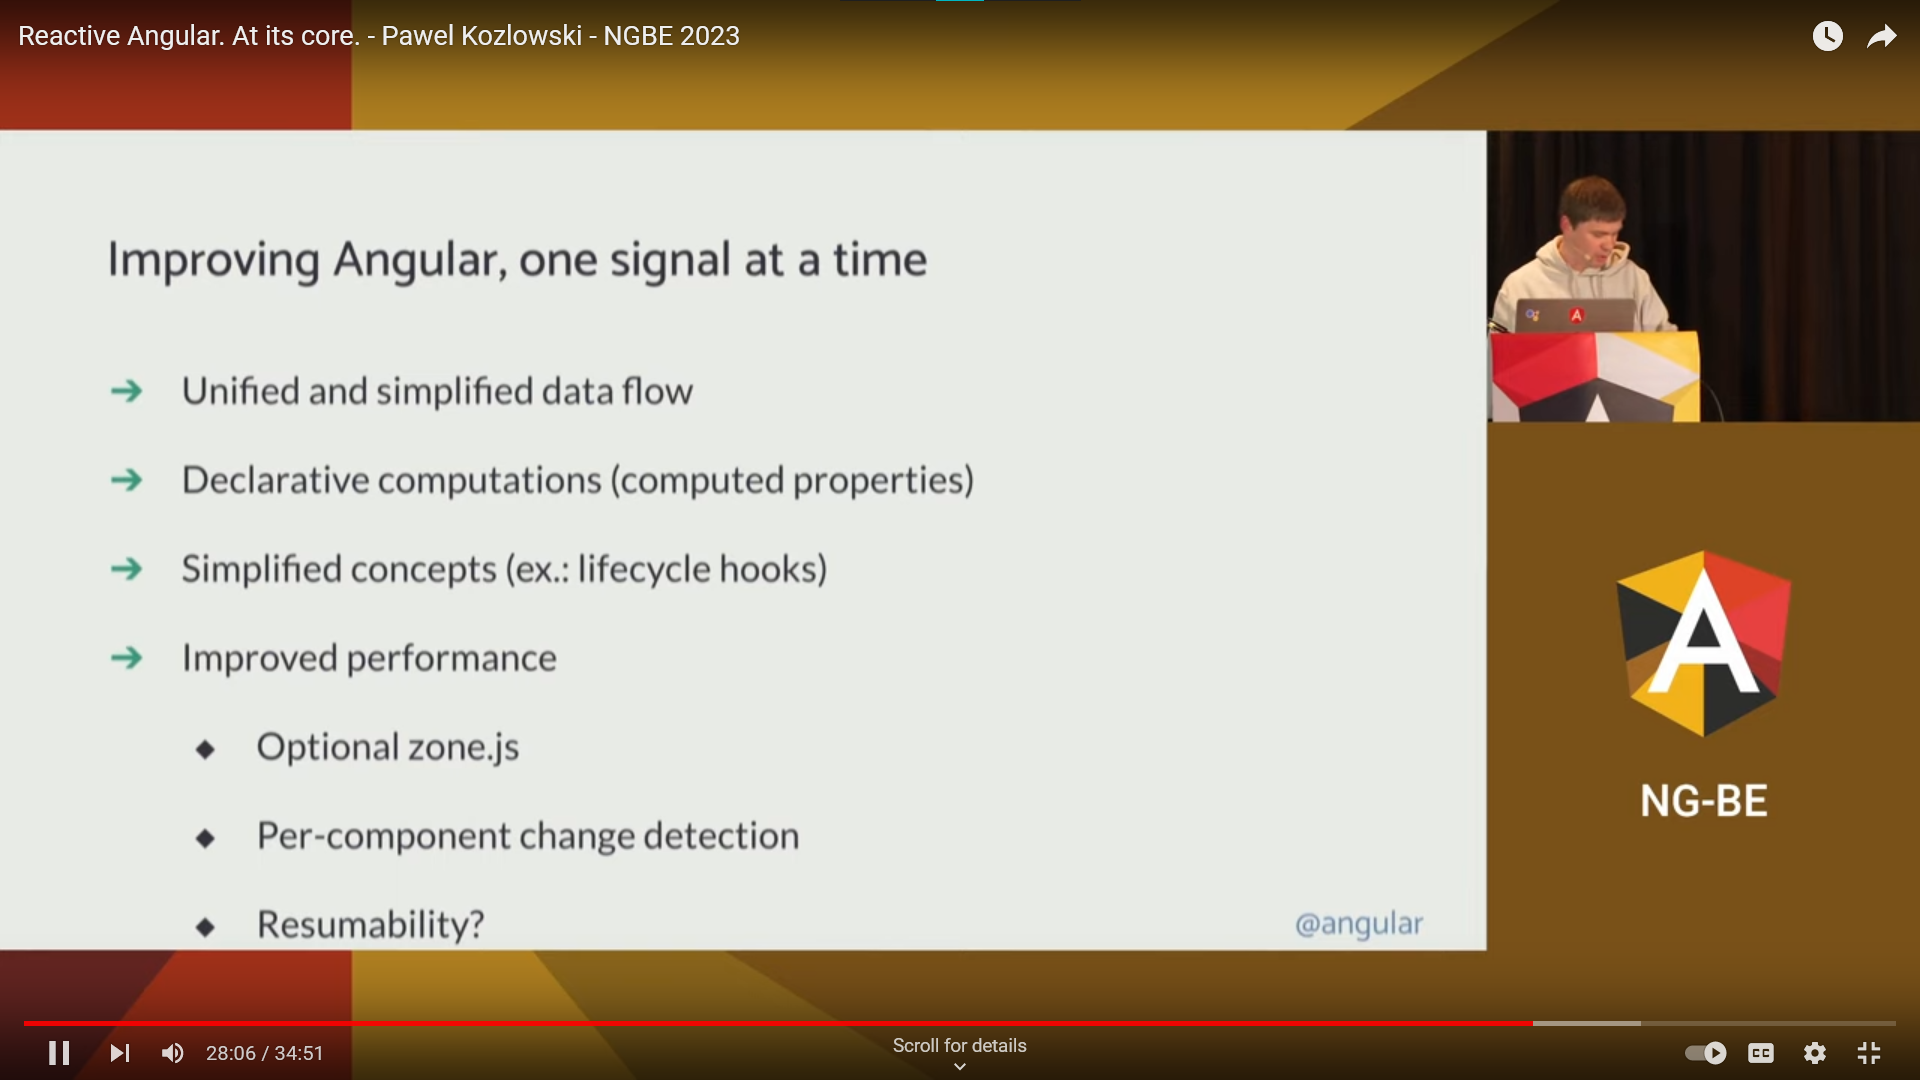 Reactive Angular. At its core. - Pawel Kozlowski - NGBE 2023
Improving Angular, one signal at a time
Unified and simplified data flow
Declarative computations (computed properties)
Simplified concepts (ex.: lifecycle hooks)
Improved performance
Optional zone.js
Per-component change detection
Resumability?
@angular
A
A
A
NG-BE
28:06 / 34:51
Scroll for details
CC